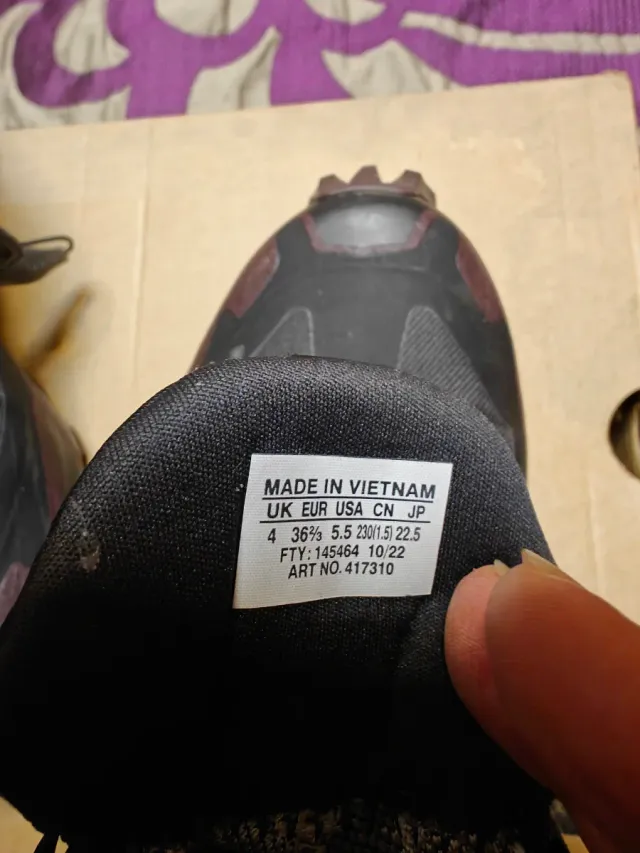 MADE IN VIETNAM
UK EUR USA CN JP
4 36⅔ 5.5 230(1.5) 22.5
FTY: 145464 10/22
ART NO. 417310